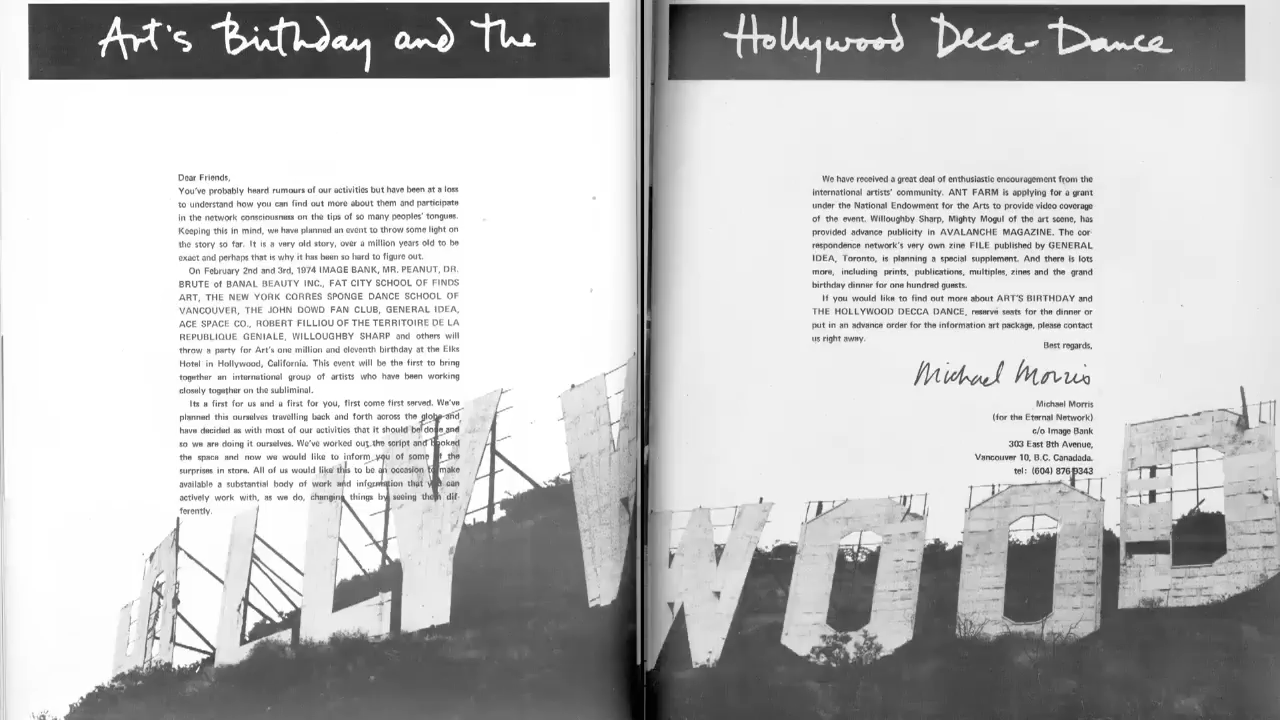 Art's Birthday and the
Hollywood Deca-Dance
Dear Friends,
You've probably heard rumours of our activities but have been at a loss
to understand how you can find out more about them and participate
in the network consciousness on the tips of so many peoples' tongues.
Keeping this in mind, we have planned an event to throw some light on
the story so far. It is a very old story, over a million years old to be
exact and perhaps that is why it has been so hard to figure out.
On February 2nd and 3rd, 1974 IMAGE BANK, MR. PEANUT, DR.
BRUTE of BANAL BEAUTY INC., FAT CITY SCHOOL OF FINDS
ART, THE NEW YORK CORRES SPONGE DANCE SCHOOL OF
VANCOUVER, THE JOHN DOWD FAN CLUB, GENERAL IDEA,
ACE SPACE CO., ROBERT FILLIOU OF THE TERRITOIRE DE LA
REPUBLIQUE GENIALE, WILLOUGHBY SHARP and others will
throw a party for Art's one million and eleventh birthday at the Elks
Hotel in Hollywood, California. This event will be the first to bring
together an international group of artists who have been working
closely together on the subliminal.
Its a first for us and a first for you, first come first served. We've
planned this ourselves travelling back and forth across the globe and
have decided as with most of our activities that it should be done and
so we are doing it ourselves. We've worked out the script and booked
the space and now we would like to inform you of some of the
surprises in store. All of us would like this to be an occasion to make
available a substantial body of work and information that you can
actively work with, as we do, changing things by seeing them dif-
ferently.
We have received a great deal of enthusiastic encouragement from the
international artists' community. ANT FARM is applying for a grant
under the National Endowment for the Arts to provide video coverage
of the event. Willoughby Sharp, Mighty Mogul of the art scene, has
provided advance publicity in AVALANCHE MAGAZINE. The cor-
respondence network's very own zine FILE published by GENERAL
IDEA, Toronto, is planning a special supplement. And there is lots
more, including prints, publications, multiples, zines and the grand
birthday dinner for one hundred guests.
If you would like to find out more about ART'S BIRTHDAY and
THE HOLLYWOOD DECCA DANCE, reserve seats for the dinner or
put in an advance order for the information art package, please contact
us right away.
Best regards,
Michael Morris
Michael Morris
(for the Eternal Network)
c/o Image Bank
303 East 8th Avenue,
Vancouver 10, B.C. Canadada.
tel: (604) 876 9343
LLYW
WOOD